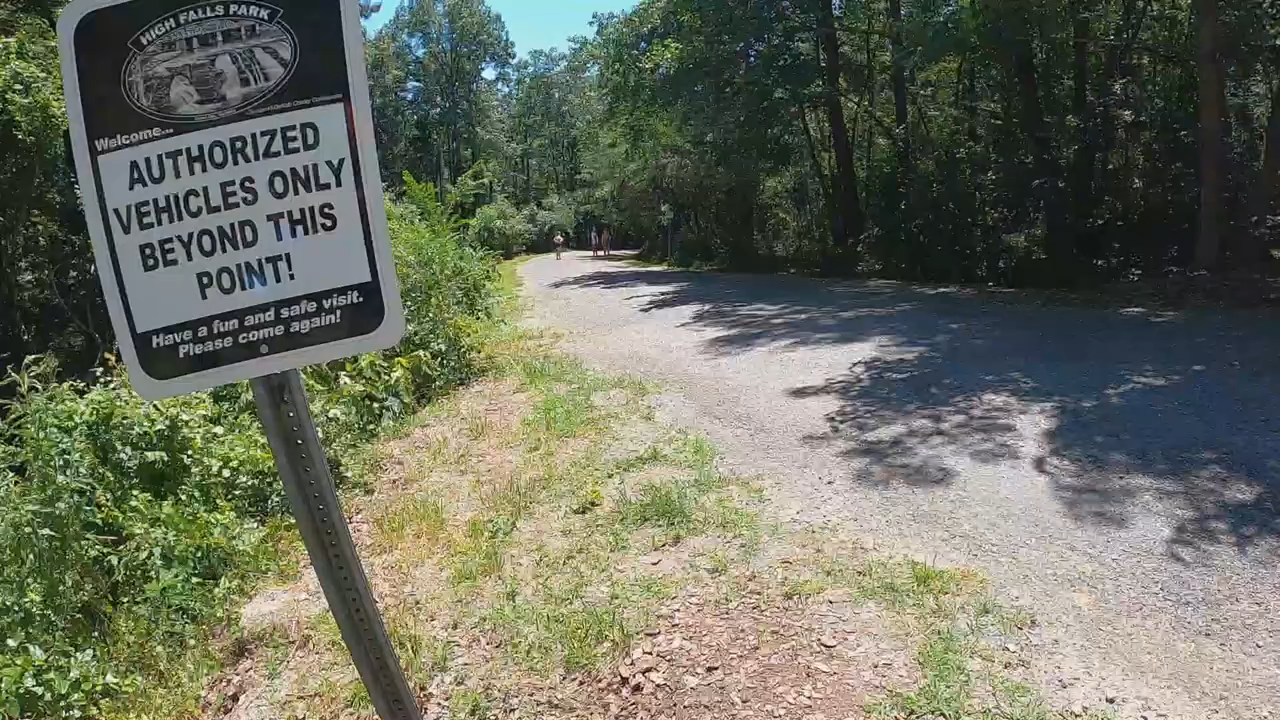 HIGH FALLS PARK
Welcome...
AUTHORIZED
VEHICLES ONLY
BEYOND THIS
POINT!
Have a fun and safe visit.
Please come again!